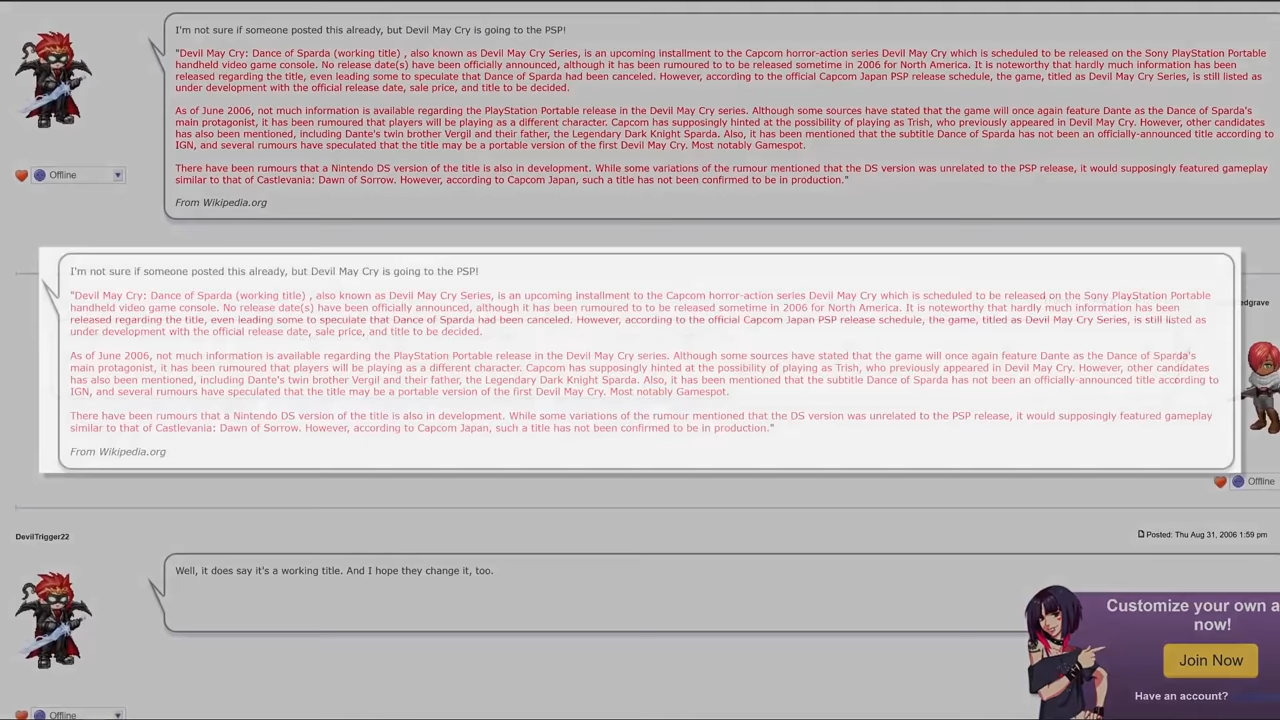 I'm not sure if someone posted this already, but Devil May Cry is going to the PSP!
"Devil May Cry: Dance of Sparda (working title) , also known as Devil May Cry Series, is an upcoming installment to the Capcom horror-action series Devil May Cry which is scheduled to be released on the Sony PlayStation Portable
handheld video game console. No release date(s) have been officially announced, although it has been rumoured to to be released sometime in 2006 for North America. It is noteworthy that hardly much information has been
released regarding the title, even leading some to speculate that Dance of Sparda had been canceled. However, according to the official Capcom Japan PSP release schedule, the game, titled as Devil May Cry Series, is still listed as
under development with the official release date, sale price, and title to be decided.
As of June 2006, not much information is available regarding the PlayStation Portable release in the Devil May Cry series. Although some sources have stated that the game will once again feature Dante as the Dance of Sparda's
main protagonist, it has been rumoured that players will be playing as a different character. Capcom has supposingly hinted at the possibility of playing as Trish, who previously appeared in Devil May Cry. However, other candidates
has also been mentioned, including Dante's twin brother Vergil and their father, the Legendary Dark Knight Sparda. Also, it has been mentioned that the subtitle Dance of Sparda has not been an officially-announced title according to
IGN, and several rumours have speculated that the title may be a portable version of the first Devil May Cry. Most notably Gamespot.
There have been rumours that a Nintendo DS version of the title is also in development. While some variations of the rumour mentioned that the DS version was unrelated to the PSP release, it would supposingly featured gameplay
similar to that of Castlevania: Dawn of Sorrow. However, according to Capcom Japan, such a title has not been confirmed to be in production."
From Wikipedia.org
Offline
I'm not sure if someone posted this already, but Devil May Cry is going to the PSP!
"Devil May Cry: Dance of Sparda (working title) , also known as Devil May Cry Series, is an upcoming installment to the Capcom horror-action series Devil May Cry which is scheduled to be released on the Sony PlayStation Portable
handheld video game console. No release date(s) have been officially announced, although it has been rumoured to to be released sometime in 2006 for North America. It is noteworthy that hardly much information has been
released regarding the title, even leading some to speculate that Dance of Sparda had been canceled. However, according to the official Capcom Japan PSP release schedule, the game, titled as Devil May Cry Series, is still listed as
under development with the official release date, sale price, and title to be decided.
As of June 2006, not much information is available regarding the PlayStation Portable release in the Devil May Cry series. Although some sources have stated that the game will once again feature Dante as the Dance of Sparda's
main protagonist, it has been rumoured that players will be playing as a different character. Capcom has supposingly hinted at the possibility of playing as Trish, who previously appeared in Devil May Cry. However, other candidates
has also been mentioned, including Dante's twin brother Vergil and their father, the Legendary Dark Knight Sparda. Also, it has been mentioned that the subtitle Dance of Sparda has not been an officially-announced title according to
IGN, and several rumours have speculated that the title may be a portable version of the first Devil May Cry. Most notably Gamespot.
There have been rumours that a Nintendo DS version of the title is also in development. While some variations of the rumour mentioned that the DS version was unrelated to the PSP release, it would supposingly featured gameplay
similar to that of Castlevania: Dawn of Sorrow. However, according to Capcom Japan, such a title has not been confirmed to be in production."
From Wikipedia.org
edgrave
Offline
DevilTrigger22
Posted: Thu Aug 31, 2006 1:59 pm
Well, it does say it's a working title. And I hope they change it, too.
Customize your own a
now!
Join Now
Have an account?
Offline